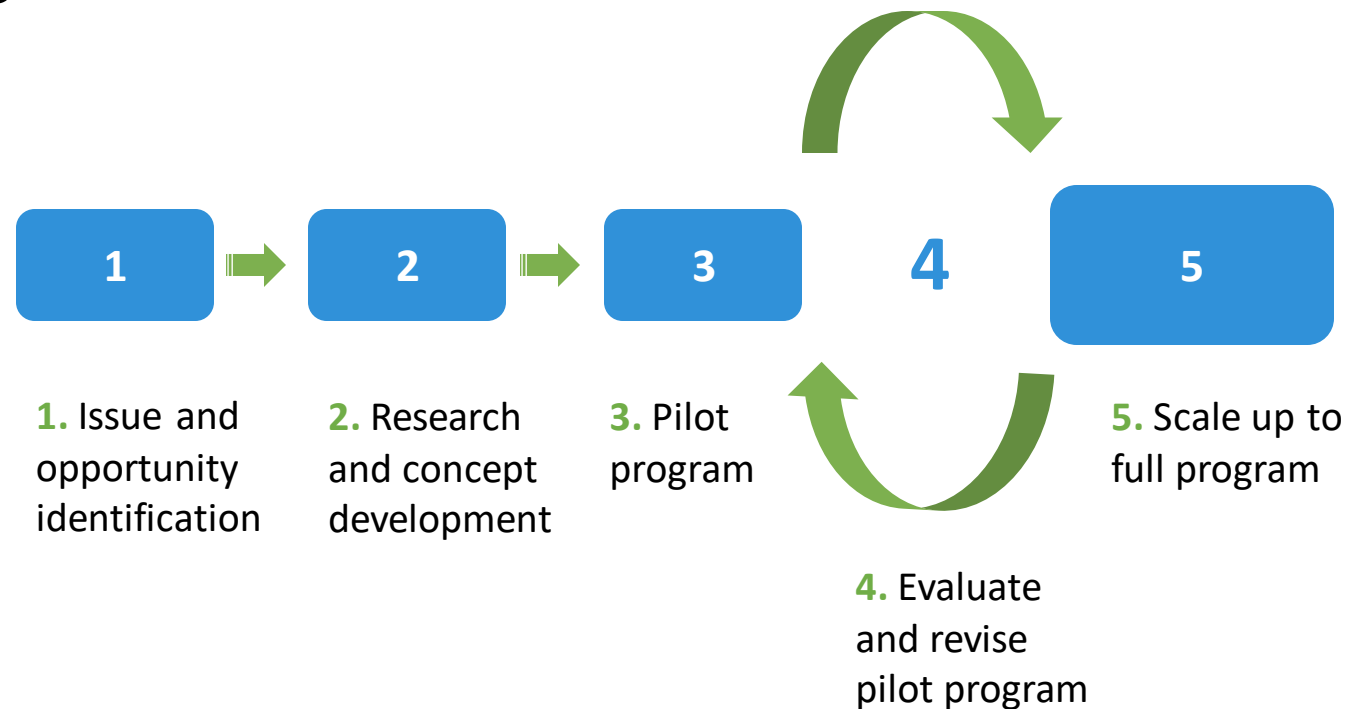 1
2
3
4
5
1. Issue and
opportunity
identification
2. Research
and concept
development
3. Pilot
program
4. Evaluate
and revise
pilot program
5. Scale up to
full program